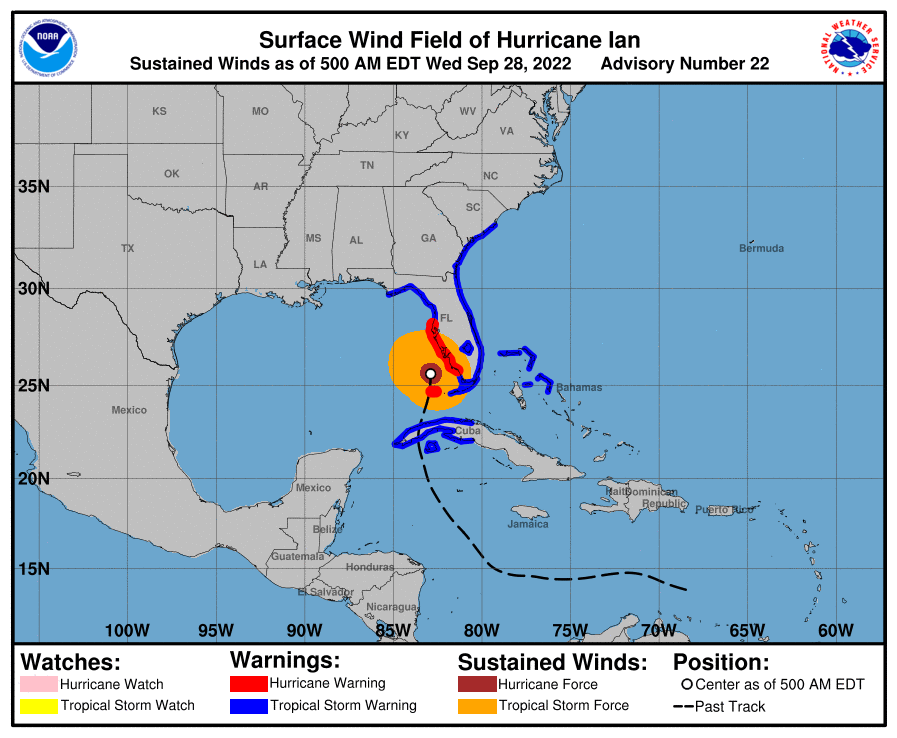 Surface Wind Field of Hurricane Ian
Sustained Winds as of 500 AM EDT Wed Sep 28, 2022 Advisory Number 22
NOAA
NATIONAL WEATHER SERVICE
KS
MO
WV
KY
VA
OK
TN
NC
AR
35N
SC
TX
MS
AL
GA
Bermuda
LA
30N
FL
25N
Bahamas
Mexico
Cuba
20N
Mexico
Haiti
Dominican
Republic
Puerto Rico
Jamaica
Belize
Guatemala
15N
Honduras
El Salvador
Nicaragua
100W 95W 90W 85W 80W 75W 70W 65W 60W
Watches: Warnings: Sustained Winds: Position:
Hurricane Watch Hurricane Warning Hurricane Force Center as of 500 AM EDT
Tropical Storm Watch Tropical Storm Warning Tropical Storm Force Past Track